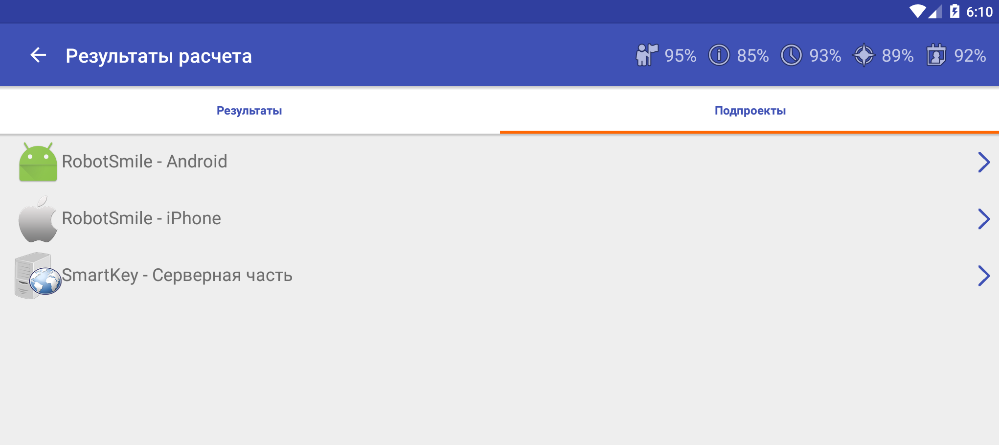 6:10
Результаты расчета 95% 85% 93% 89% 92%
Результаты Подпроекты
RobotSmile - Android
RobotSmile - iPhone
SmartKey - Серверная часть